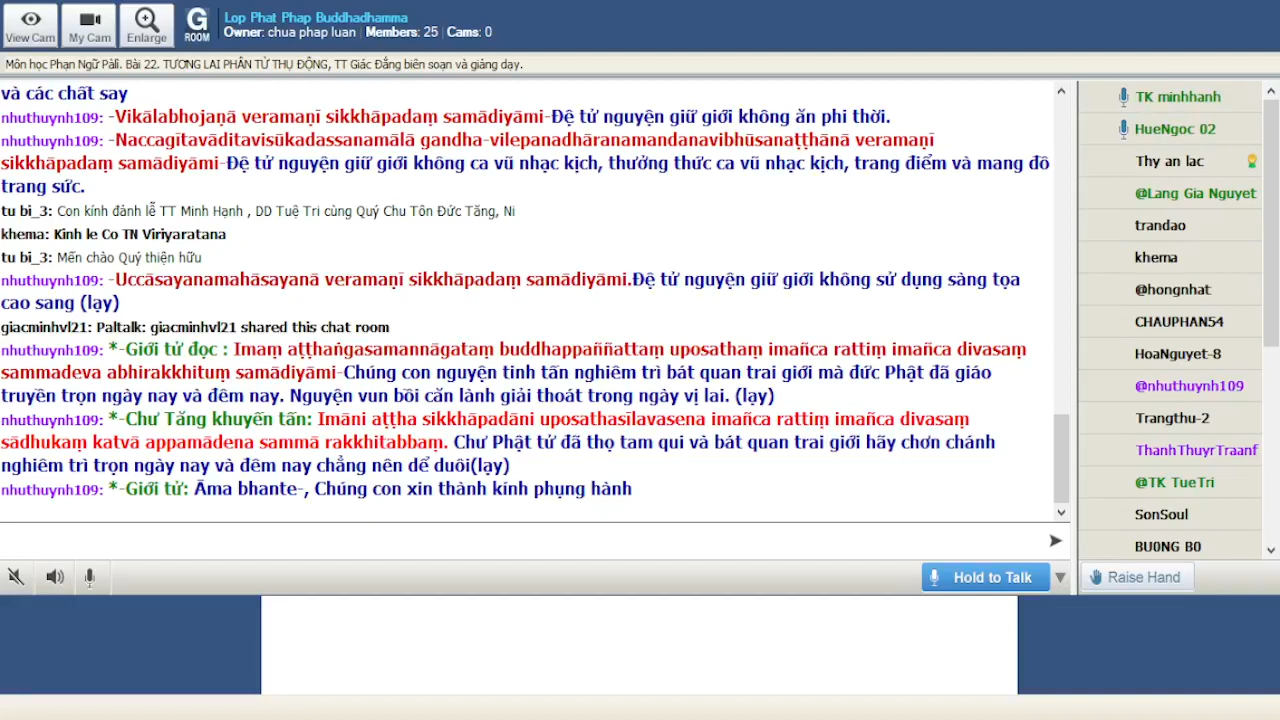 View Cam
My Cam
Enlarge
G
ROOM
Lop Phat Phap Buddhadhamma
Owner: chua phap luan | Members: 25 | Cams: 0
Môn học Phạn Ngữ Pāli. Bài 22. TƯƠNG LAI PHÂN TỪ THỤ ĐỘNG, TT Giác Đẳng biên soạn và giảng dạy.
và các chất say
nhuthuynh109: -Vikālabhojaṇā veramaṇī sikkhāpadaṃ samādiyāmi-Đệ tử nguyện giữ giới không ăn phi thời.
nhuthuynh109: -Naccagītavāditavisūkadassanamālā gandha-vilepanadhāranamandanavibhūsanaṭṭhānā veramaṇī
sikkhāpadaṃ samādiyāmi-Đệ tử nguyện giữ giới không ca vũ nhạc kịch, thưởng thức ca vũ nhạc kịch, trang điểm và mang đồ
trang sức.
tu bi_3: Con kính đảnh lễ TT Minh Hạnh , DD Tuệ Tri cùng Quý Chu Tôn Đức Tăng, Ni
khema: Kinh le Co TN Viriyaratana
tu bi_3: Mến chào Quý thiện hữu
nhuthuynh109: -Uccāsayanamahāsayanā veramaṇī sikkhāpadaṃ samādiyāmi.Đệ tử nguyện giữ giới không sử dụng sàng tọa
cao sang (lạy)
giacminhvl21: Paltalk: giacminhvl21 shared this chat room
nhuthuynh109: *-Giới tử đọc : Imaṃ aṭṭhaṅgasamannāgataṃ buddhappaññattaṃ uposathaṃ imañca rattiṃ imañca divasaṃ
sammadeva abhirakkhituṃ samādiyāmi-Chúng con nguyện tinh tấn nghiêm trì bát quan trai giới mà đức Phật đã giáo
truyền trọn ngày nay và đêm nay. Nguyện vun bồi căn lành giải thoát trong ngày vị lai. (lạy)
nhuthuynh109: *-Chư Tăng khuyến tấn: Imāni aṭṭha sikkhāpadāni uposathasīlavasena imañca rattiṃ imañca divasaṃ
sādhukaṃ katvā appamādena sammā rakkhitabbaṃ. Chư Phật tử đã thọ tam qui và bát quan trai giới hãy chơn chánh
nghiêm trì trọn ngày nay và đêm nay chẳng nên dể duôi(lạy)
nhuthuynh109: *-Giới tử: Āma bhante-, Chúng con xin thành kính phụng hành
TK minhhanh
HueNgoc 02
Thy an lac
@Lang Gia Nguyet
trandao
khema
@hongnhat
CHAUPHAN54
HoaNguyet-8
@nhuthuynh109
Trangthu-2
ThanhThuyrTraanf
@TK TueTri
SonSoul
BU0NG B0
Hold to Talk
Raise Hand